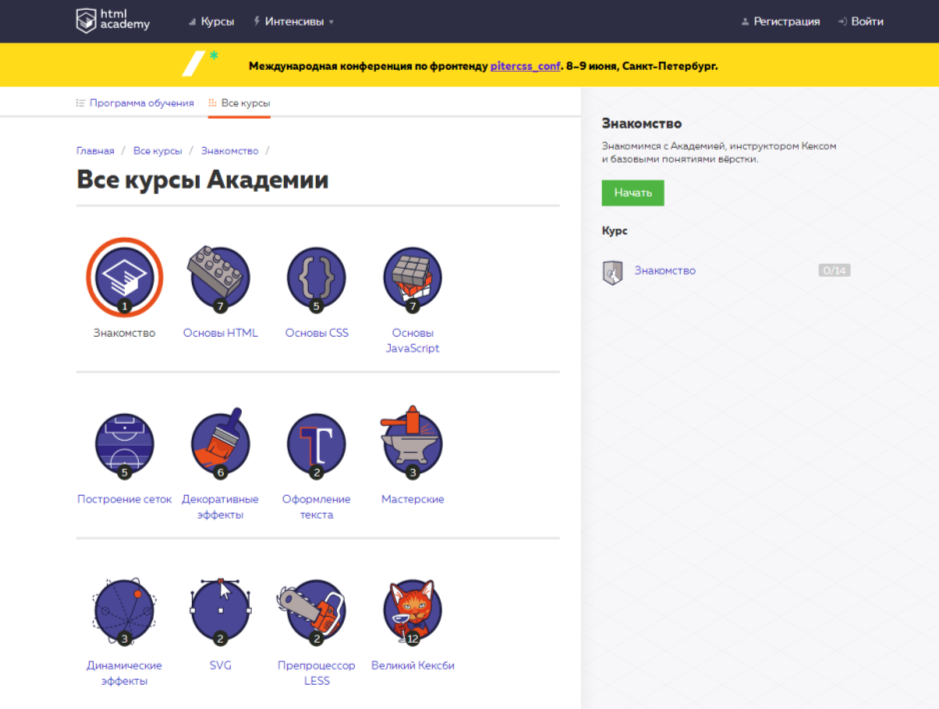 html
academy
Курсы
Интенсивы
Регистрация
Войти
Международная конференция по фронтенду pitercss_conf. 8–9 июня, Санкт-Петербург.
Программа обучения
Все курсы
Главная / Все курсы / Знакомство /
Все курсы Академии
1
7
5
7
Знакомство
Основы HTML
Основы CSS
Основы
JavaScript
5
6
2
3
Построение сеток
Декоративные
эффекты
Оформление
текста
Мастерские
3
2
2
12
Динамические
эффекты
SVG
Препроцессор
LESS
Великий Кексби
Знакомство
Знакомимся с Академией, инструктором Кексом
и базовыми понятиями вёрстки.
Начать
Курс
Знакомство
0/14